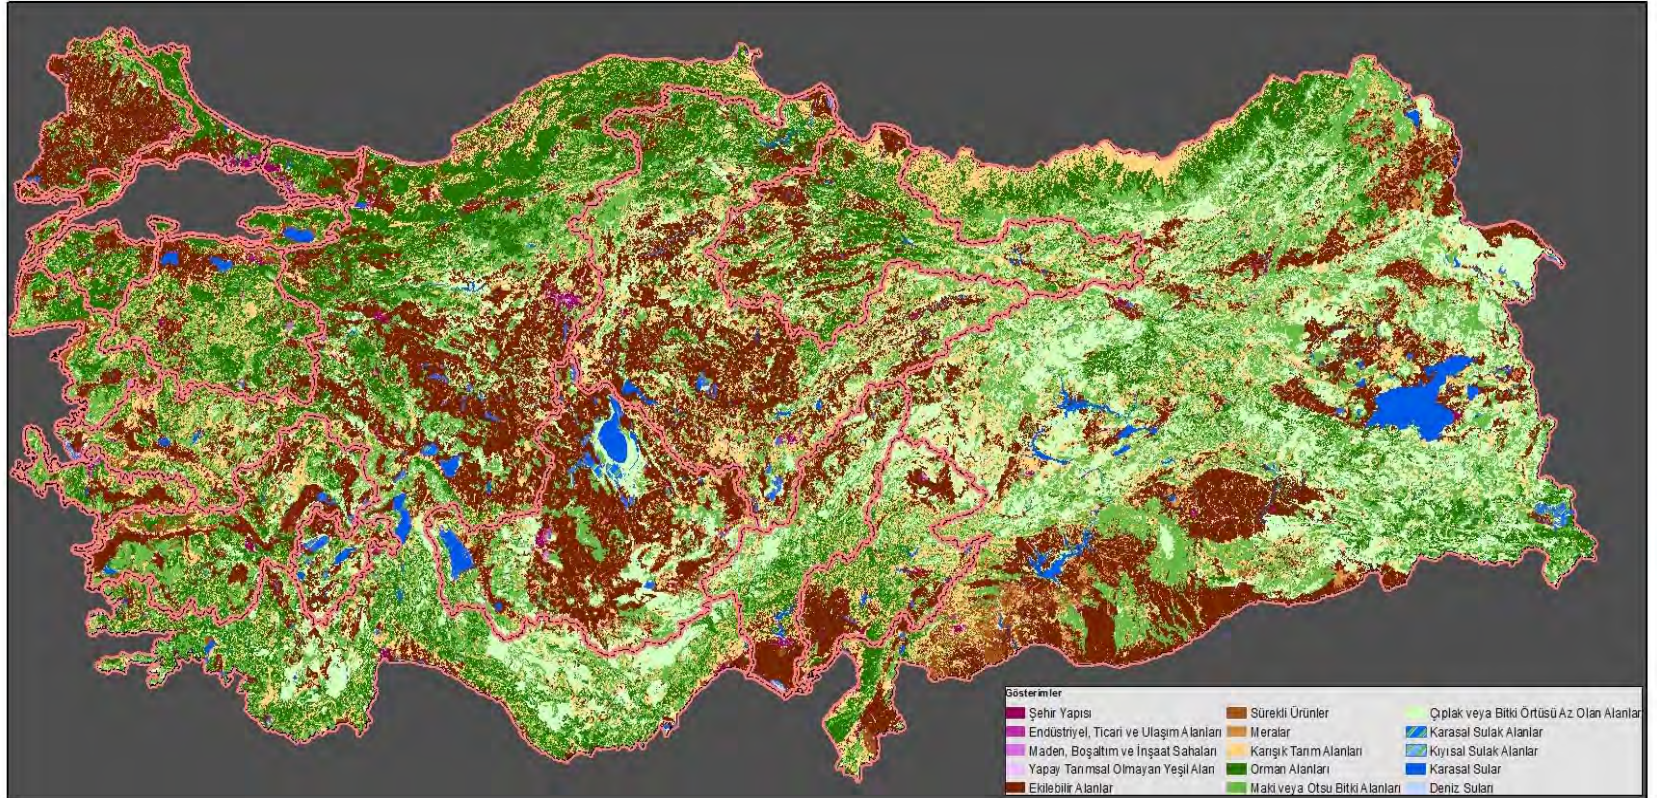 Gösterimler
Şehir Yapısı
Endüstriyel, Ticari ve Ulaşım Alanları
Maden, Boşaltım ve İnşaat Sahaları
Yapay Tarımsal Olmayan Yeşil Alan
Ekilebilir Alanlar
Sürekli Ürünler
Meralar
Karışık Tarım Alanları
Orman Alanları
Maki veya Otsu Bitki Alanları
Çıplak veya Bitki Örtüsü Az Olan Alanlar
Karasal Sulak Alanlar
Kıyısal Sulak Alanlar
Karasal Sular
Deniz Suları